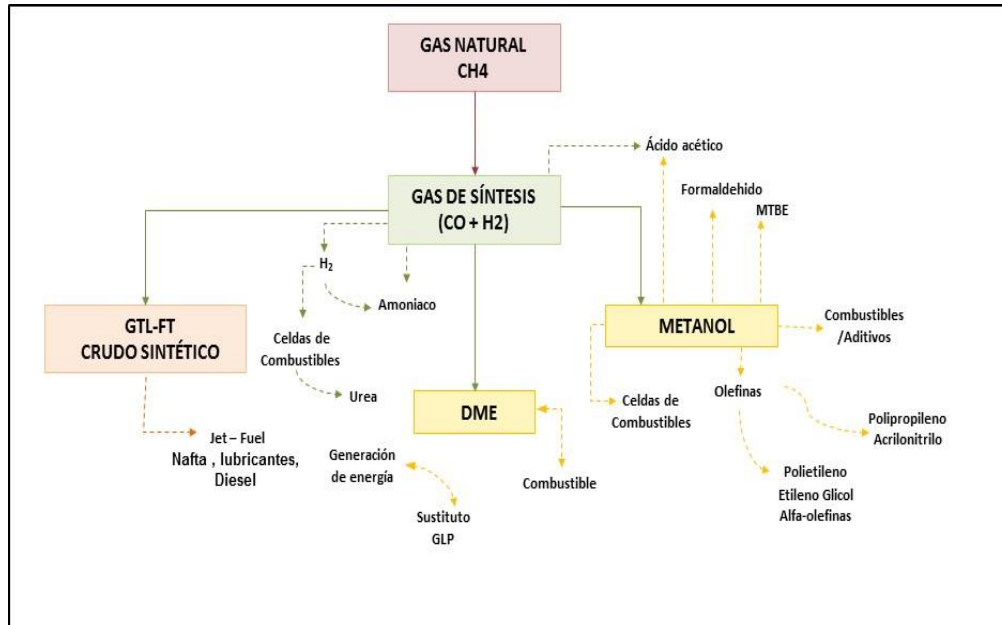 GAS NATURAL
CH4
GAS DE SÍNTESIS
(CO + H2)
Ácido acético
Formaldehido
MTBE
H₂
Amoniaco
Celdas de
Combustibles
Urea
GTL-FT
CRUDO SINTÉTICO
Jet – Fuel
Nafta , lubricantes,
Diesel
DME
Generación
de energía
Sustituto
GLP
Combustible
METANOL
Combustibles
/Aditivos
Celdas de
Combustibles
Olefinas
Polipropileno
Acrilonitrilo
Polietileno
Etileno Glicol
Alfa-olefinas